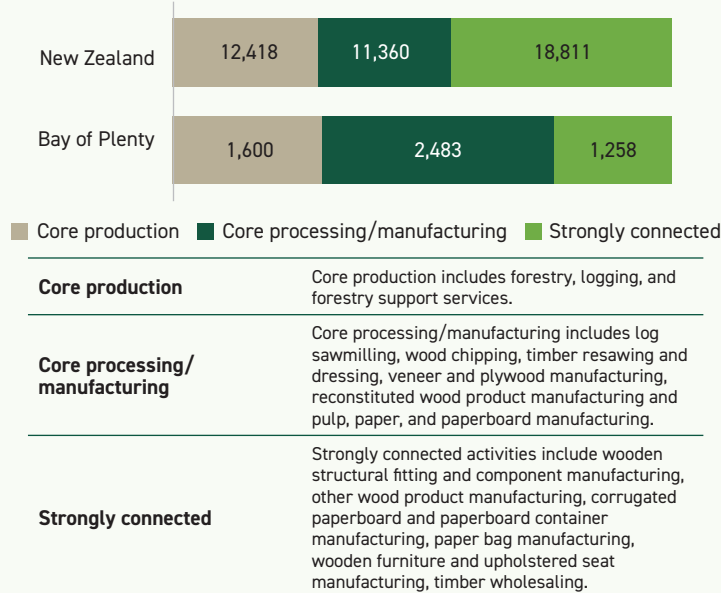 New Zealand
12,418 11,360 18,811
Bay of Plenty
1,600 2,483 1,258
Core production Core processing/manufacturing Strongly connected
Core production
Core production includes forestry, logging, and
forestry support services.
Core processing/
manufacturing
Core processing/manufacturing includes log
sawmilling, wood chipping, timber resawing and
dressing, veneer and plywood manufacturing,
reconstituted wood product manufacturing and
pulp, paper, and paperboard manufacturing.
Strongly connected
Strongly connected activities include wooden
structural fitting and component manufacturing,
other wood product manufacturing, corrugated
paperboard and paperboard container
manufacturing, paper bag manufacturing,
wooden furniture and upholstered seat
manufacturing, timber wholesaling.